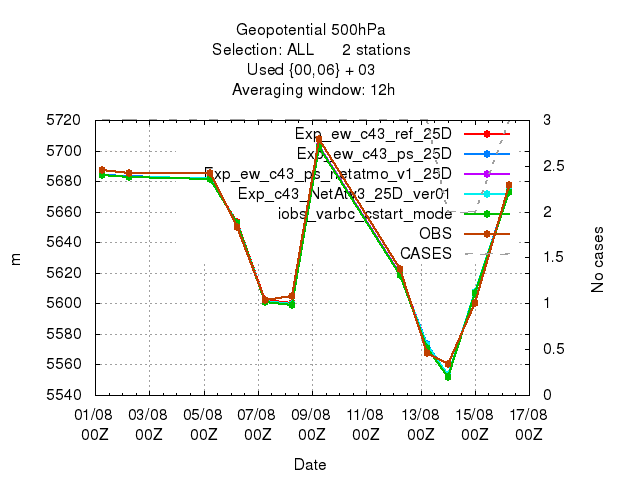 Geopotential 500hPa
Selection: ALL 2 stations
Used {00,06} + 03
Averaging window: 12h
5720
5700
5680
5660
5640
5620
5600
5580
5560
5540
m
Exp_ew_c43_ref_25D
Exp_ew_c43_ps_25D
Exp_ew_c43_ps_netatmo_v1_25D
Exp_c43_NetAtx3_25D_ver01
iobs_varbc_cstart_mode
OBS
CASES
3
2.5
2
1.5
1
0.5
0
No cases
01/08 03/08 05/08 07/08 09/08 11/08 13/08 15/08 17/08
00Z 00Z 00Z 00Z 00Z 00Z 00Z 00Z 00Z
Date